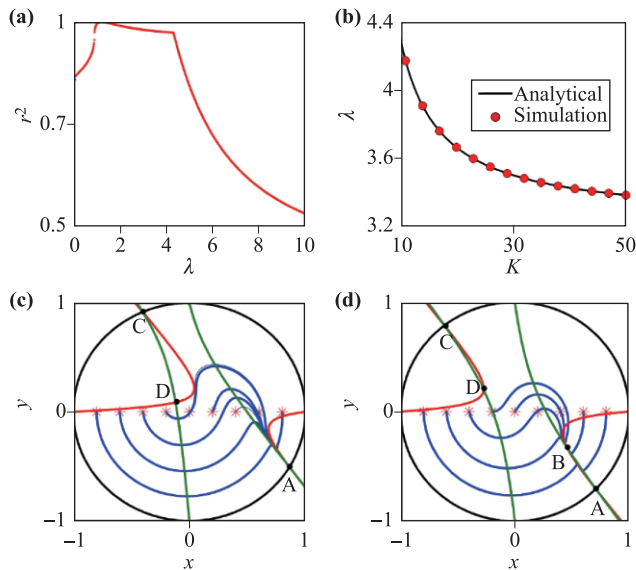 (a)
1
0.7
0.5
r²
0 2 4 6 8 10
λ
(b)
4.4
4
3.6
3.2
λ
Analytical
Simulation
10 30 50
K
(c)
1
0
−1
y
C
D
A
−1 0 1
x
(d)
1
0
−1
y
C
D
B
A
−1 0 1
x